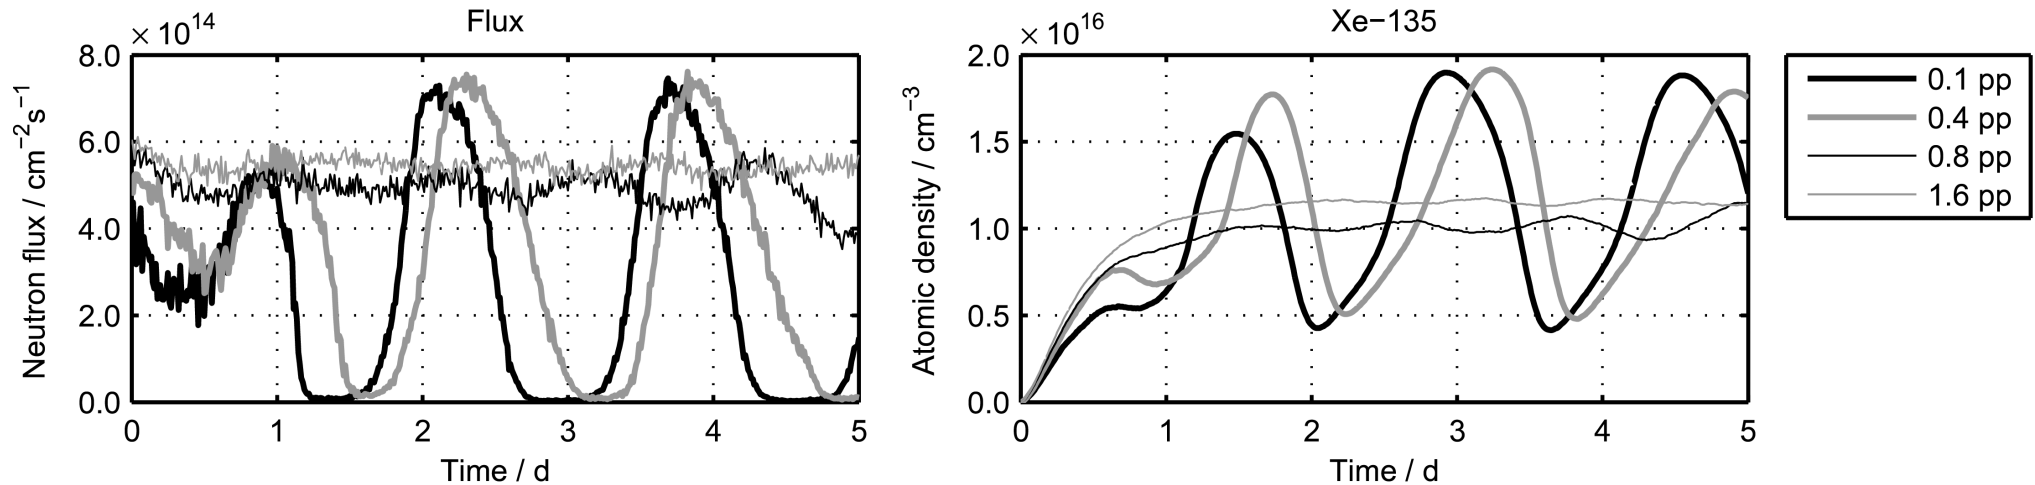 Flux
× 10^14
Neutron flux / cm^−2 s^−1
8.0
6.0
4.0
2.0
0.0
0 1 2 3 4 5
Time / d
Xe−135
× 10^16
Atomic density / cm^−3
2.0
1.5
1.0
0.5
0.0
0 1 2 3 4 5
Time / d
0.1 pp
0.4 pp
0.8 pp
1.6 pp